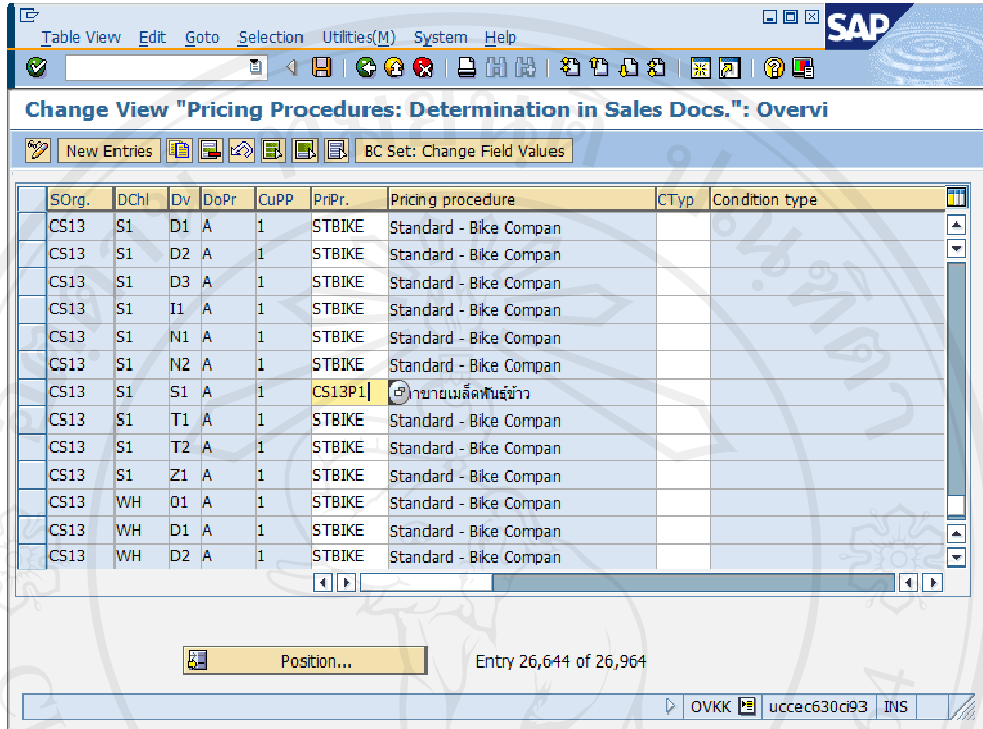 Table View Edit Goto Selection Utilities(M) System Help
SAP
Change View "Pricing Procedures: Determination in Sales Docs.": Overvi
New Entries BC Set: Change Field Values
SOrg. DChl Dv DoPr CuPP PriPr. Pricing procedure CTyp Condition type
CS13 S1 D1 A 1 STBIKE Standard - Bike Compan
CS13 S1 D2 A 1 STBIKE Standard - Bike Compan
CS13 S1 D3 A 1 STBIKE Standard - Bike Compan
CS13 S1 I1 A 1 STBIKE Standard - Bike Compan
CS13 S1 N1 A 1 STBIKE Standard - Bike Compan
CS13 S1 N2 A 1 STBIKE Standard - Bike Compan
CS13 S1 S1 A 1 CS13P1 าขายเมล็ดพันธุ์ข้าว
CS13 S1 T1 A 1 STBIKE Standard - Bike Compan
CS13 S1 T2 A 1 STBIKE Standard - Bike Compan
CS13 S1 Z1 A 1 STBIKE Standard - Bike Compan
CS13 WH 01 A 1 STBIKE Standard - Bike Compan
CS13 WH D1 A 1 STBIKE Standard - Bike Compan
CS13 WH D2 A 1 STBIKE Standard - Bike Compan
Position... Entry 26,644 of 26,964
OVKK uccec630ci93 INS